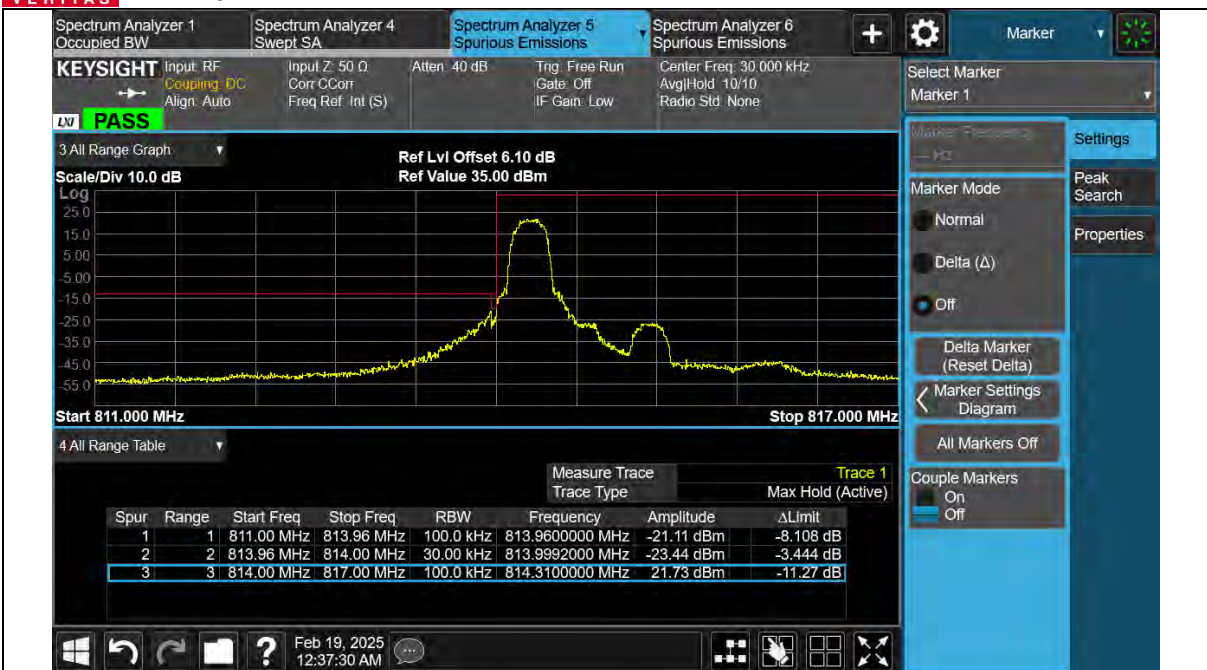 VERITAS
Spectrum Analyzer 1
Occupied BW
Spectrum Analyzer 4
Swept SA
Spectrum Analyzer 5
Spurious Emissions
Spectrum Analyzer 6
Spurious Emissions
+
Marker
KEYSIGHT
Input: RF
Coupling: DC
Align: Auto
Input Z: 50 Ω
Corr CCorr
Freq Ref: Int (S)
Atten: 40 dB
Trig: Free Run
Gate: Off
IF Gain: Low
Center Freq: 30.000 kHz
Avg|Hold: 10/10
Radio Std: None
LXI PASS
Select Marker
Marker 1
Marker Frequency
--- Hz
Settings
Peak
Search
Properties
Marker Mode
Normal
Delta (Δ)
Off
Delta Marker
(Reset Delta)
Marker Settings
Diagram
All Markers Off
Couple Markers
On
Off
3 All Range Graph
Ref Lvl Offset 6.10 dB
Scale/Div 10.0 dB
Ref Value 35.00 dBm
Log
25.0
15.0
5.00
-5.00
-15.0
-25.0
-35.0
-45.0
-55.0
Start 811.000 MHz
Stop 817.000 MHz
4 All Range Table
Measure Trace Trace 1
Trace Type Max Hold (Active)
Spur Range Start Freq Stop Freq RBW Frequency Amplitude ΔLimit
1 1 811.00 MHz 813.96 MHz 100.0 kHz 813.9600000 MHz -21.11 dBm -8.108 dB
2 2 813.96 MHz 814.00 MHz 30.00 kHz 813.9992000 MHz -23.44 dBm -3.444 dB
3 3 814.00 MHz 817.00 MHz 100.0 kHz 814.3100000 MHz 21.73 dBm -11.27 dB
?
Feb 19, 2025
12:37:30 AM